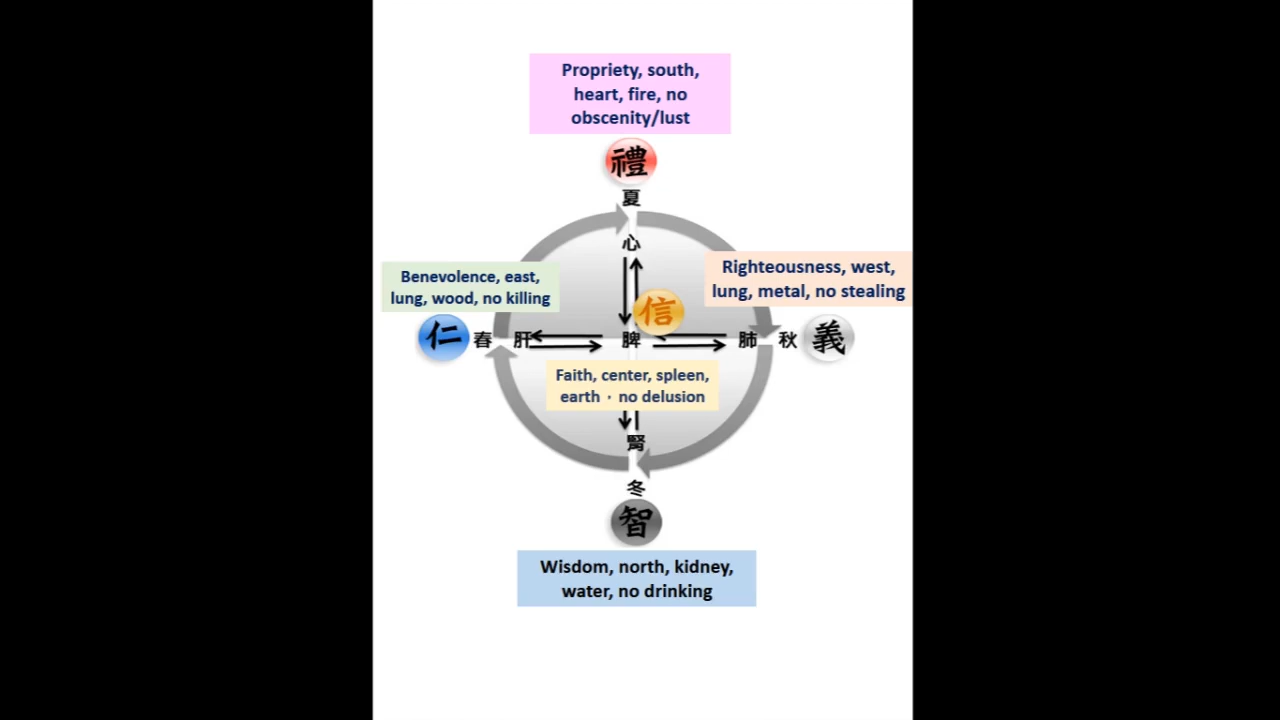 Propriety, south,
heart, fire, no
obscenity/lust
禮
夏
心
Benevolence, east,
lung, wood, no killing
Righteousness, west,
lung, metal, no stealing
信
仁 春 肝 脾 肺 秋 義
Faith, center, spleen,
earth，no delusion
腎
冬
智
Wisdom, north, kidney,
water, no drinking